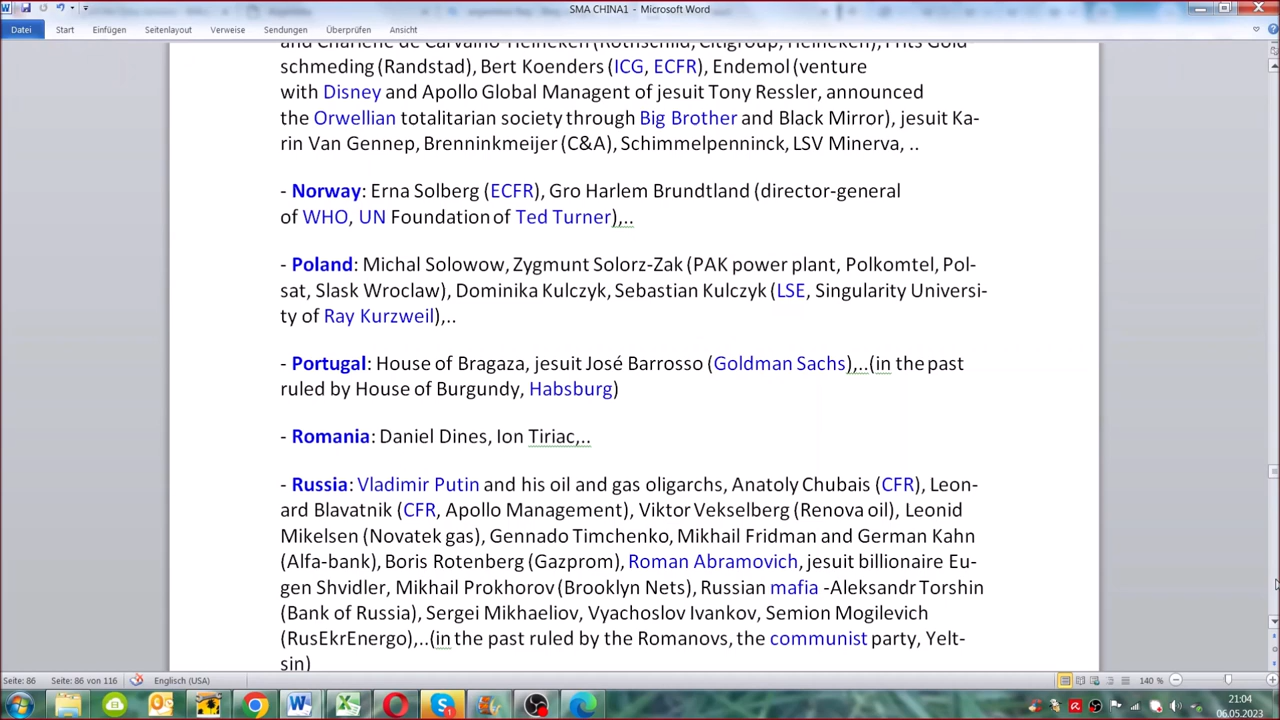 SMA CHINA1 - Microsoft Word
Datei Start Einfügen Seitenlayout Verweise Sendungen Überprüfen Ansicht
and Charlene de Carvalho-Heineken (Rothschild, Citigroup, Heineken), Frits Gold-
schmeding (Randstad), Bert Koenders (ICG, ECFR), Endemol (venture
with Disney and Apollo Global Managent of jesuit Tony Ressler, announced
the Orwellian totalitarian society through Big Brother and Black Mirror), jesuit Ka-
rin Van Gennep, Brenninkmeijer (C&A), Schimmelpenninck, LSV Minerva, ..
- Norway: Erna Solberg (ECFR), Gro Harlem Brundtland (director-general
of WHO, UN Foundation of Ted Turner),..
- Poland: Michal Solowow, Zygmunt Solorz-Zak (PAK power plant, Polkomtel, Pol-
sat, Slask Wroclaw), Dominika Kulczyk, Sebastian Kulczyk (LSE, Singularity Universi-
ty of Ray Kurzweil),..
- Portugal: House of Bragaza, jesuit José Barrosso (Goldman Sachs),..(in the past
ruled by House of Burgundy, Habsburg)
- Romania: Daniel Dines, Ion Tiriac,..
- Russia: Vladimir Putin and his oil and gas oligarchs, Anatoly Chubais (CFR), Leon-
ard Blavatnik (CFR, Apollo Management), Viktor Vekselberg (Renova oil), Leonid
Mikelsen (Novatek gas), Gennado Timchenko, Mikhail Fridman and German Kahn
(Alfa-bank), Boris Rotenberg (Gazprom), Roman Abramovich, jesuit billionaire Eu-
gen Shvidler, Mikhail Prokhorov (Brooklyn Nets), Russian mafia -Aleksandr Torshin
(Bank of Russia), Sergei Mikhaeliov, Vyachoslov Ivankov, Semion Mogilevich
(RusEkrEnergo),..(in the past ruled by the Romanovs, the communist party, Yelt-
sin)
Seite: 86 Seite: 86 von 116 Englisch (USA) 140 %
21:04
06.05.2023